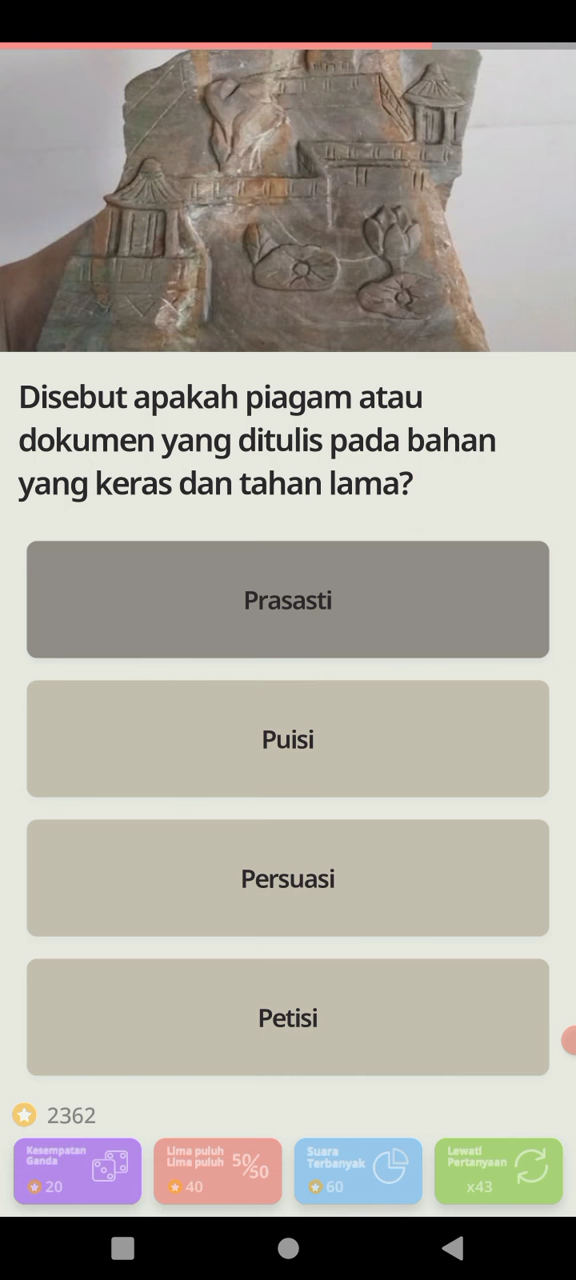 Disebut apakah piagam atau
dokumen yang ditulis pada bahan
yang keras dan tahan lama?
Prasasti
Puisi
Persuasi
Petisi
2362
Kesempatan
Ganda
20
Lima puluh
Lima puluh
50%50
40
Suara
Terbanyak
60
Lewati
Pertanyaan
x43